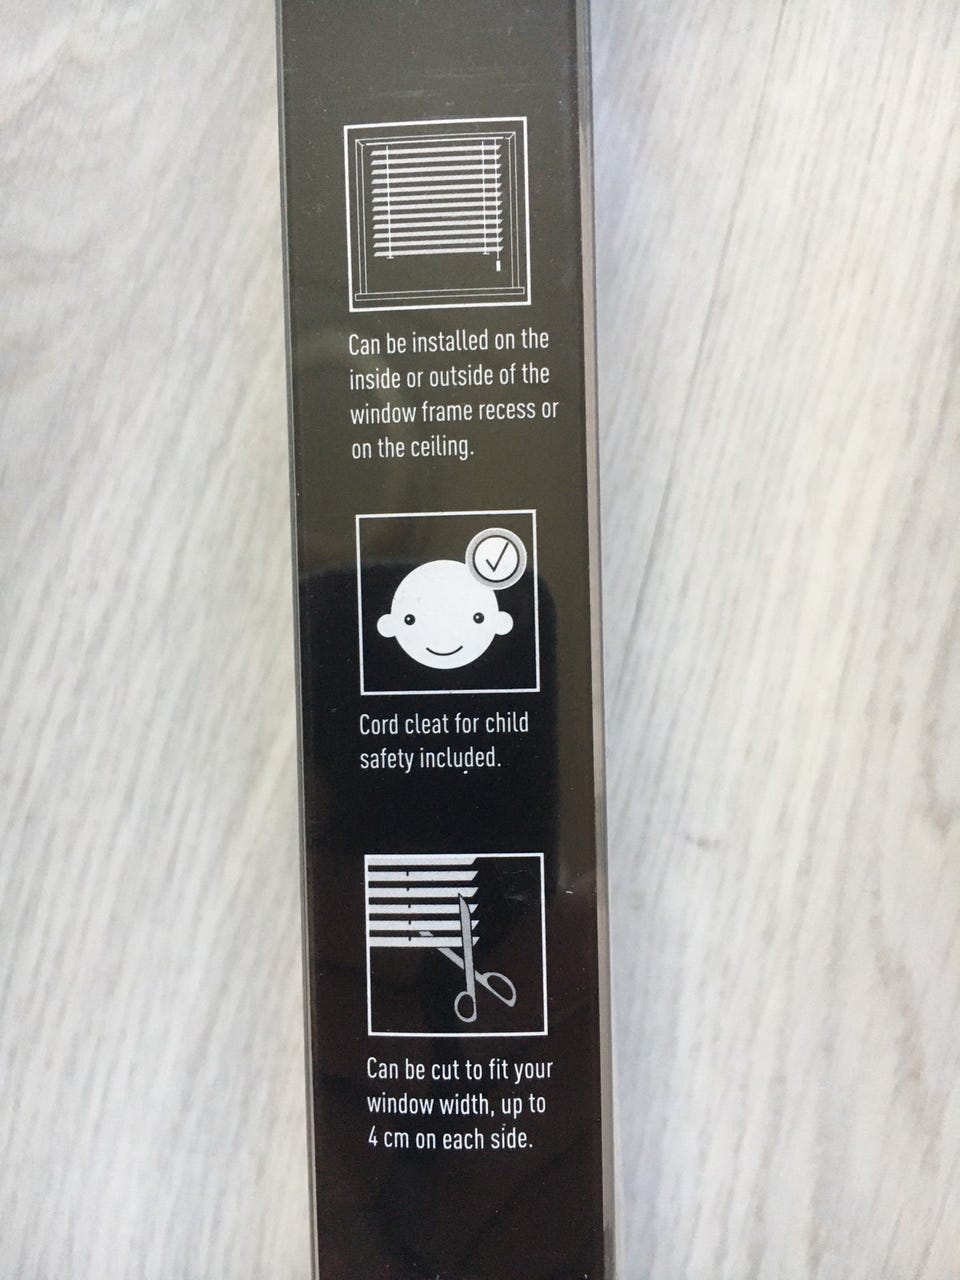 Can be installed on the
inside or outside of the
window frame recess or
on the ceiling.
Cord cleat for child
safety included.
Can be cut to fit your
window width, up to
4 cm on each side.